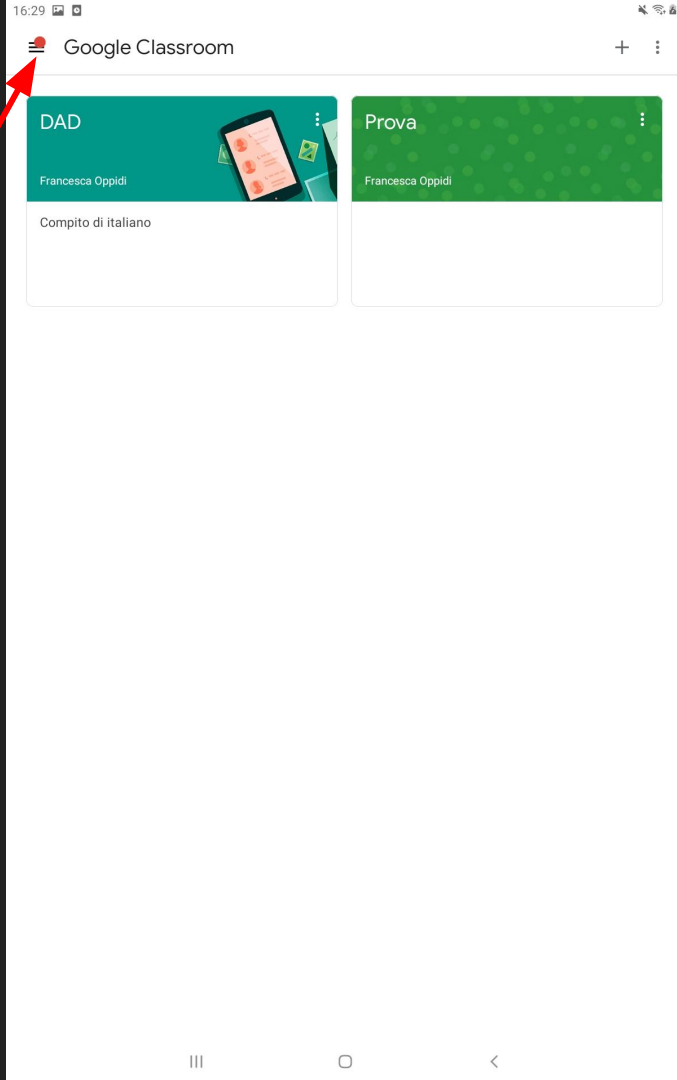 16:29
Google Classroom
DAD
Francesca Oppidi
Compito di italiano
Prova
Francesca Oppidi